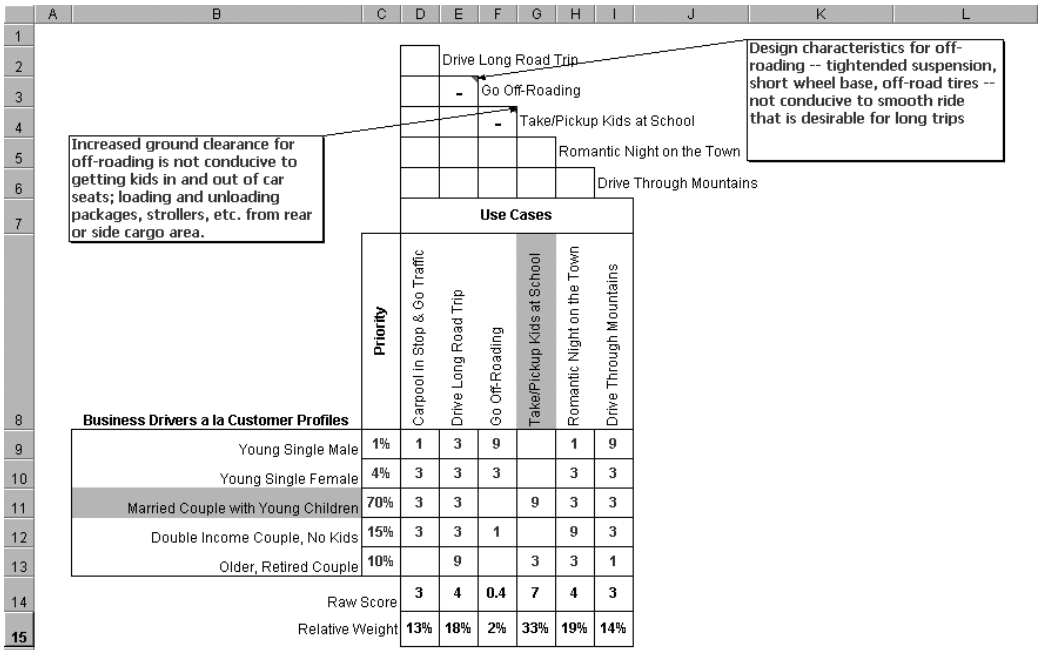 A B C D E F G H I J K L
1
2 Drive Long Road Trip
3 - Go Off-Roading
4 - Take/Pickup Kids at School
5 Romantic Night on the Town
6 Drive Through Mountains
Design characteristics for off-
roading -- tightended suspension,
short wheel base, off-road tires --
not conducive to smooth ride
that is desirable for long trips
Increased ground clearance for
off-roading is not conducive to
getting kids in and out of car
seats; loading and unloading
packages, strollers, etc. from rear
or side cargo area.
7 Use Cases
8 Business Drivers a la Customer Profiles
Priority
Carpool in Stop & Go Traffic
Drive Long Road Trip
Go Off-Roading
Take/Pickup Kids at School
Romantic Night on the Town
Drive Through Mountains
9 Young Single Male 1% 1 3 9 1 9
10 Young Single Female 4% 3 3 3 3 3
11 Married Couple with Young Children 70% 3 3 9 3 3
12 Double Income Couple, No Kids 15% 3 3 1 9 3
13 Older, Retired Couple 10% 9 3 3 1
14 Raw Score 3 4 0.4 7 4 3
15 Relative Weight 13% 18% 2% 33% 19% 14%